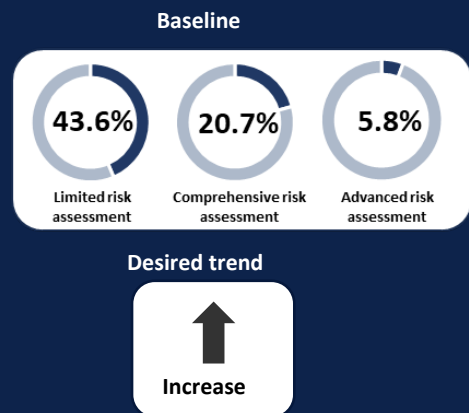 Baseline
43.6%
20.7%
5.8%
Limited risk
assessment
Comprehensive risk
assessment
Advanced risk
assessment
Desired trend
Increase